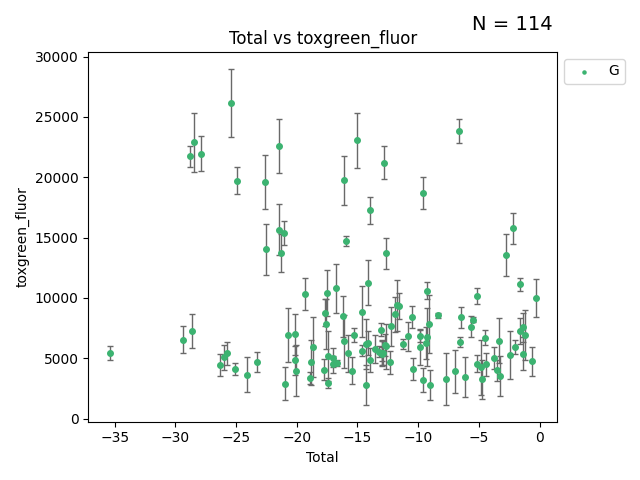 N = 114
Total vs toxgreen_fluor
G
toxgreen_fluor
30000
25000
20000
15000
10000
5000
0
−35 −30 −25 −20 −15 −10 −5 0
Total